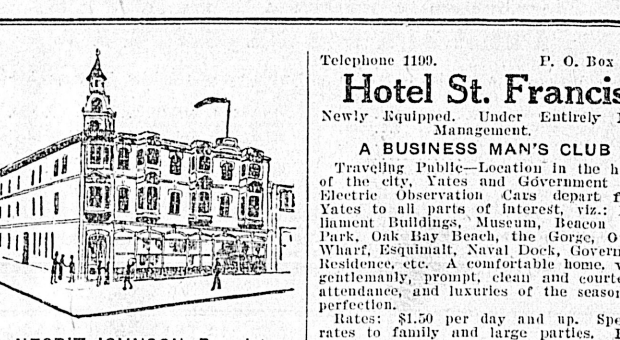 Telephone 1199. P. O. Box
Hotel St. Francis
Newly Equipped. Under Entirely
Management.
A BUSINESS MAN'S CLUB
Traveling Public—Location in the h
of the city, Yates and Government
Electric Observation Cars depart f
Yates to all parts of interest, viz.:
liament Buildings, Museum, Beacon
Park, Oak Bay Beach, the Gorge, O
Wharf, Esquimalt, Naval Dock, Govern
Residence, etc. A comfortable home, w
gentlemanly, prompt, clean and courte
attendance, and luxuries of the season
perfection.
Rates: $1.50 per day and up. Spe
rates to family and large parties.